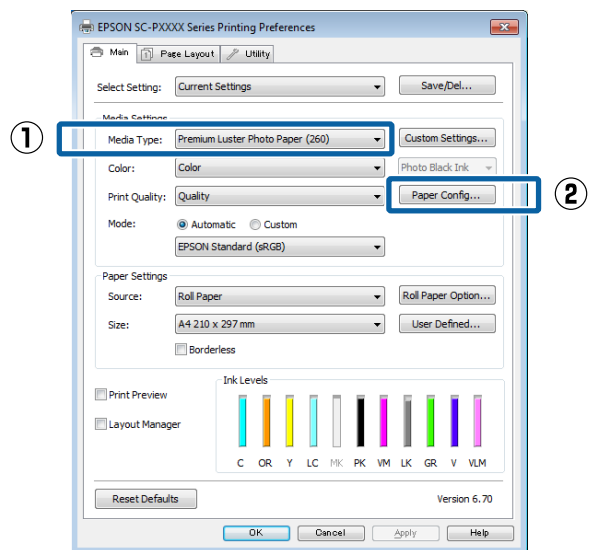 EPSON SC-PXXXX Series Printing Preferences
Main Page Layout Utility
Select Setting: Current Settings Save/Del...
Media Settings
① Media Type: Premium Luster Photo Paper (260) Custom Settings...
Color: Color Photo Black Ink
Print Quality: Quality Paper Config... ②
Mode: Automatic Custom
EPSON Standard (sRGB)
Paper Settings
Source: Roll Paper Roll Paper Option...
Size: A4 210 x 297 mm User Defined...
Borderless
Print Preview
Layout Manager
Ink Levels
C OR Y LC MK PK VM LK GR V VLM
Reset Defaults Version 6.70
OK Cancel Apply Help